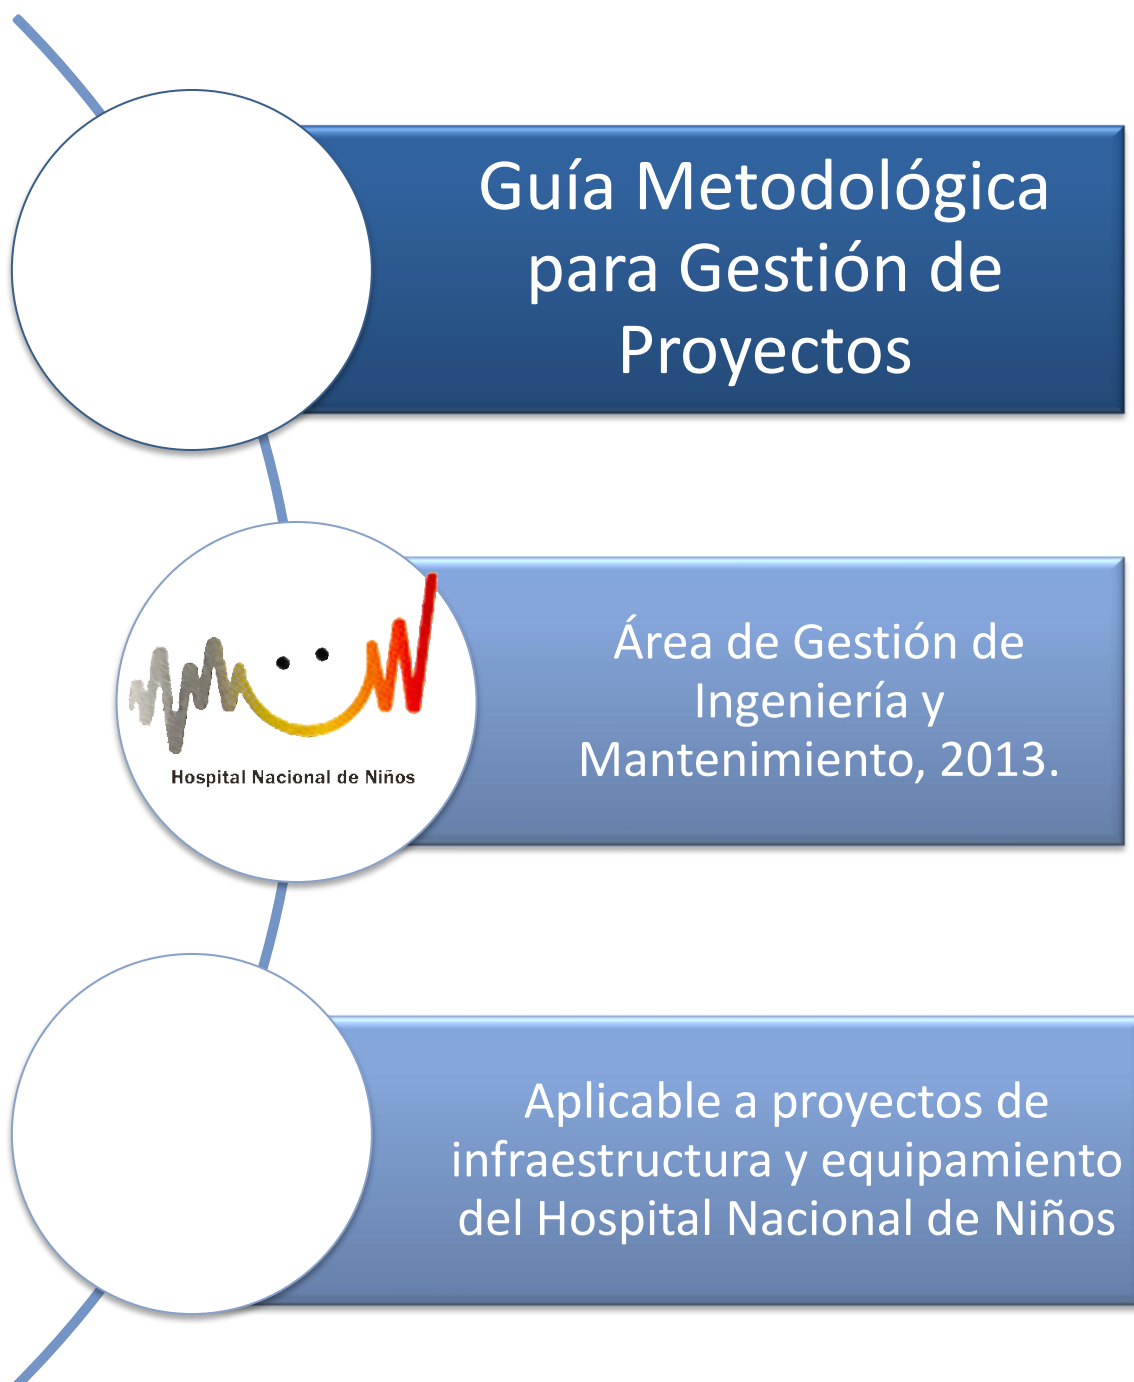 Guía Metodológica
para Gestión de
Proyectos
Área de Gestión de
Ingeniería y
Mantenimiento, 2013.
Hospital Nacional de Niños
Aplicable a proyectos de
infraestructura y equipamiento
del Hospital Nacional de Niños